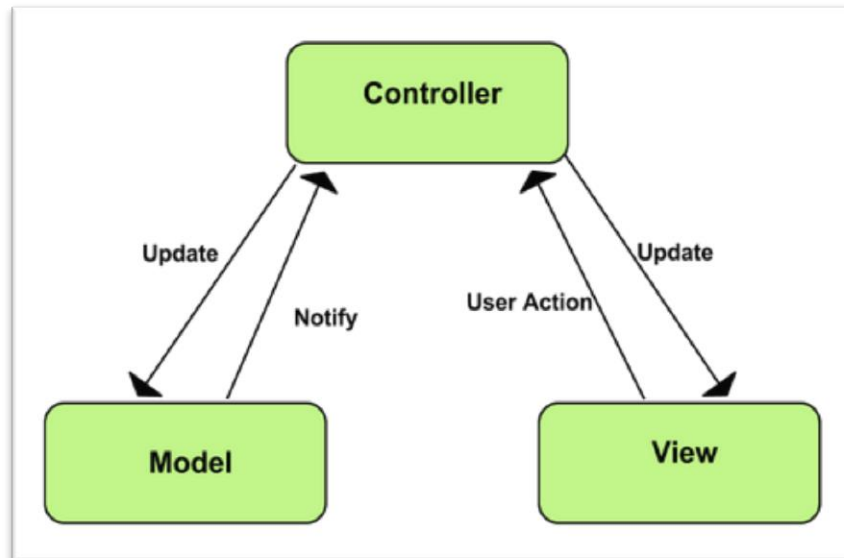 Controller
Update
Update
User Action
Notify
Model
View